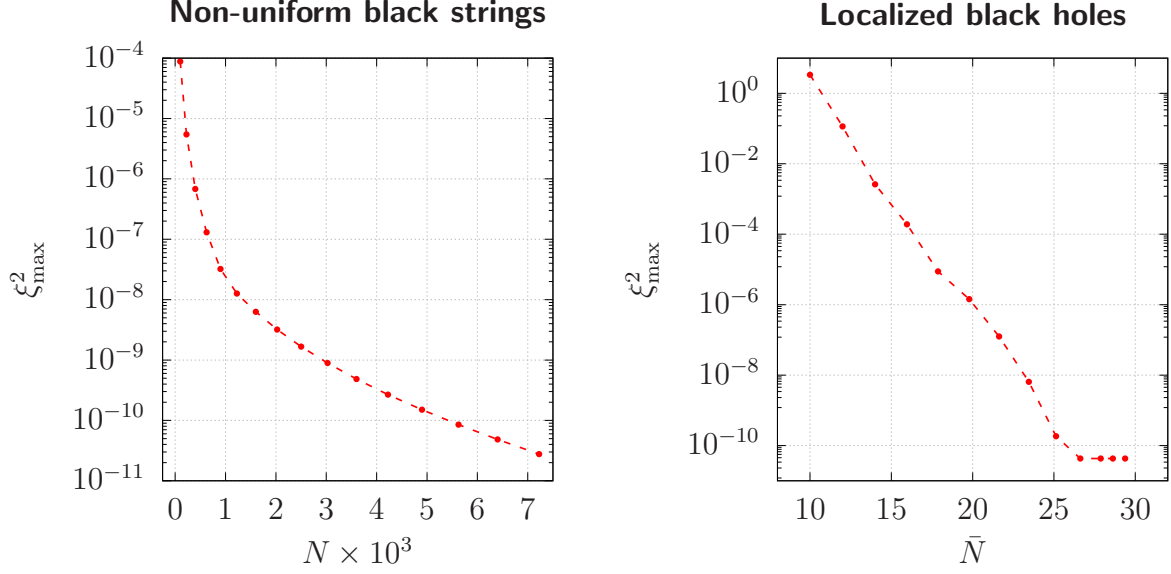 Non-uniform black strings
10⁻⁴
10⁻⁵
10⁻⁶
10⁻⁷
10⁻⁸
10⁻⁹
10⁻¹⁰
10⁻¹¹
ξ²max
0 1 2 3 4 5 6 7
N × 10³
Localized black holes
10⁰
10⁻²
10⁻⁴
10⁻⁶
10⁻⁸
10⁻¹⁰
ξ²max
10 15 20 25 30
N̄